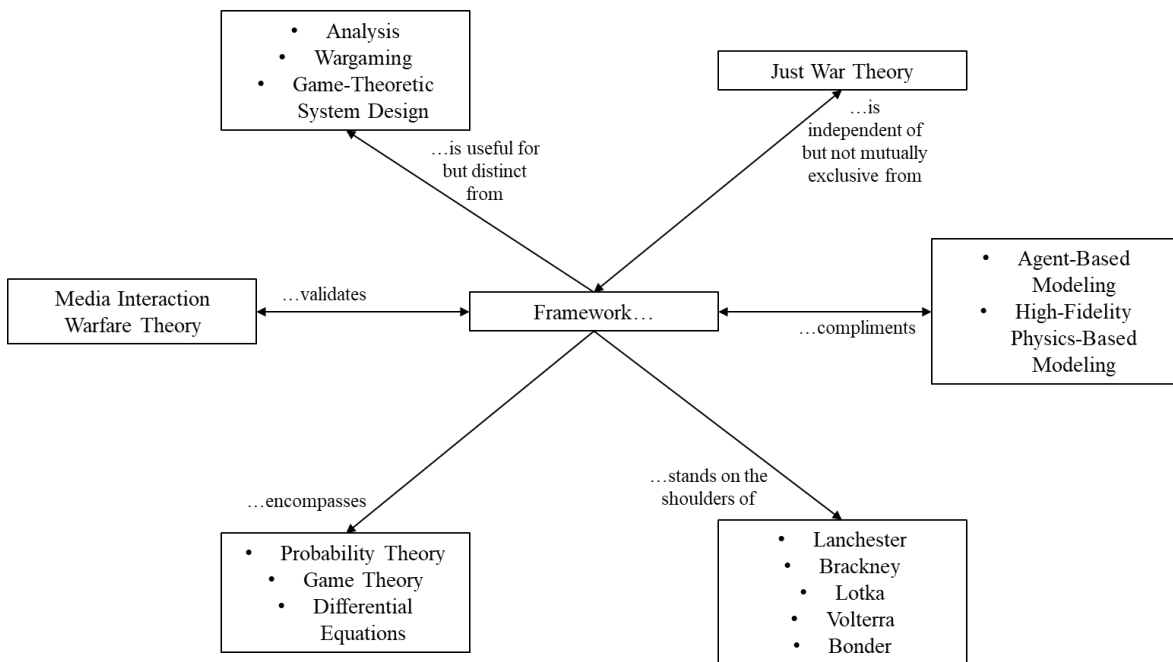 • Analysis
• Wargaming
• Game-Theoretic
System Design
Just War Theory
…is useful for
but distinct
from
…is
independent of
but not mutually
exclusive from
Media Interaction
Warfare Theory
…validates
Framework…
…compliments
• Agent-Based
Modeling
• High-Fidelity
Physics-Based
Modeling
…encompasses
…stands on the
shoulders of
• Probability Theory
• Game Theory
• Differential
Equations
• Lanchester
• Brackney
• Lotka
• Volterra
• Bonder